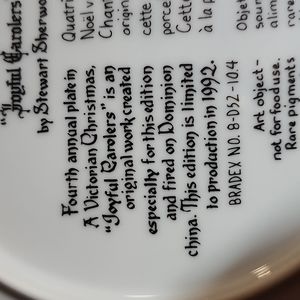 "Joyful Carolers"
by Stewart Sherwo
Quatri
Noël v
Chan
origin
cette
porce
Cette
à la p
Fourth annual plate in
A Victorian Christmas,
"Joyful Carolers" is an
original work created
especially for this edition
and fired on Dominion
china. This edition is limited
to production in 1992.
BRADEX NO. 8-D52-10.4
Objet
sour
alim
rare
Art object-
not for food use.
Rare pigments